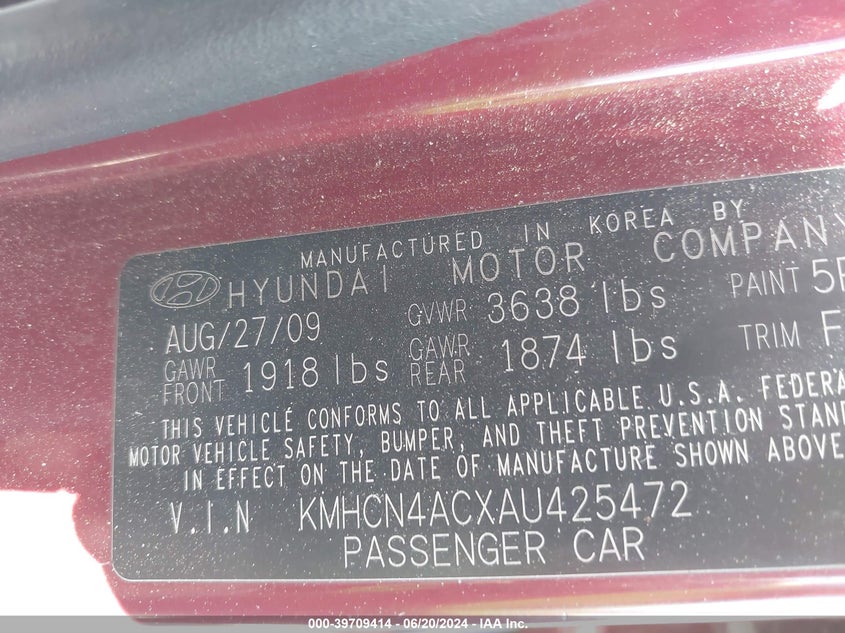 MANUFACTURED IN KOREA BY
HYUNDAI MOTOR COMPANY
AUG/27/09 GVWR 3638 lbs PAINT
GAWR FRONT 1918 lbs GAWR REAR 1874 lbs TRIM
THIS VEHICLE CONFORMS TO ALL APPLICABLE U.S.A.
MOTOR VEHICLE SAFETY, BUMPER, AND THEFT PREVENTION
IN EFFECT ON THE DATE OF MANUFACTURE SHOWN ABOVE.
V.I.N KMHCN4ACXAU425472
PASSENGER CAR
000-39709414 - 06/20/2024 - IAA Inc.